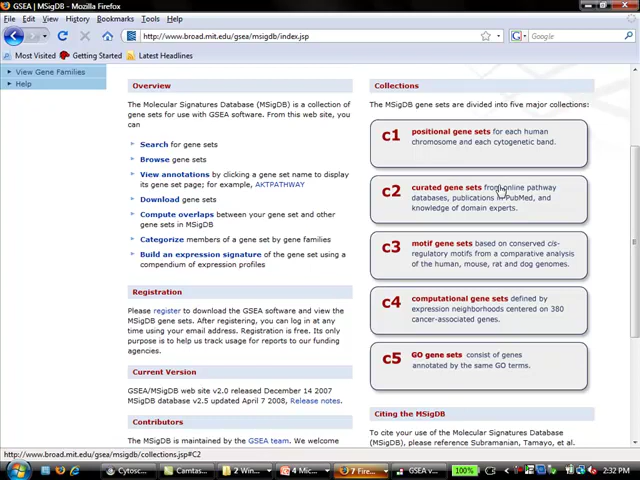 GSEA | MSigDB - Mozilla Firefox
File Edit View History Bookmarks Tools Help
http://www.broad.mit.edu/gsea/msigdb/index.jsp
Google
Most Visited Getting Started Latest Headlines
View Gene Families
Help
Overview
The Molecular Signatures Database (MSigDB) is a collection
of gene sets for use with GSEA software. From this web site, you
can
Search for gene sets
Browse gene sets
View annotations by clicking a gene set name to display
its gene set page; for example, AKTPATHWAY
Download gene sets
Compute overlaps between your gene set and other
gene sets in MSigDB
Categorize members of a gene set by gene families
Build an expression signature of a gene set using a
compendium of expression profiles
Registration
Please register to download the GSEA software and view the
MSigDB gene sets. After registering, you can log in at any
time using your email address. Registration is free. Its only
purpose is to help us track usage for reports to our funding
agencies.
Current Version
GSEA/MSigDB web site v2.0 released December 14 2007
MSigDB database v2.5 updated April 7 2008, Release notes.
Contributors
The MSigDB is maintained by the GSEA team. We welcome
Collections
The MSigDB gene sets are divided into five major collections:
c1 positional gene sets for each human
chromosome and each cytogenetic band.
c2 curated gene sets from online pathway
databases, publications in PubMed, and
knowledge of domain experts.
c3 motif gene sets based on conserved cis-
regulatory motifs from a comparative analysis
of the human, mouse, rat and dog genomes.
c4 computational gene sets defined by
expression neighborhoods centered on 380
cancer-associated genes.
c5 GO gene sets consist of genes
annotated by the same GO terms.
Citing the MSigDB
To cite your use of the Molecular Signatures Database
(MSigDB), please reference Subramanian, Tamayo, et al.
http://www.broad.mit.edu/gsea/msigdb/collections.jsp#C2
Cytosc... Camtas... 2 Win... 4 Micr... 7 Fire... GSEA v... 100% 2:32 PM